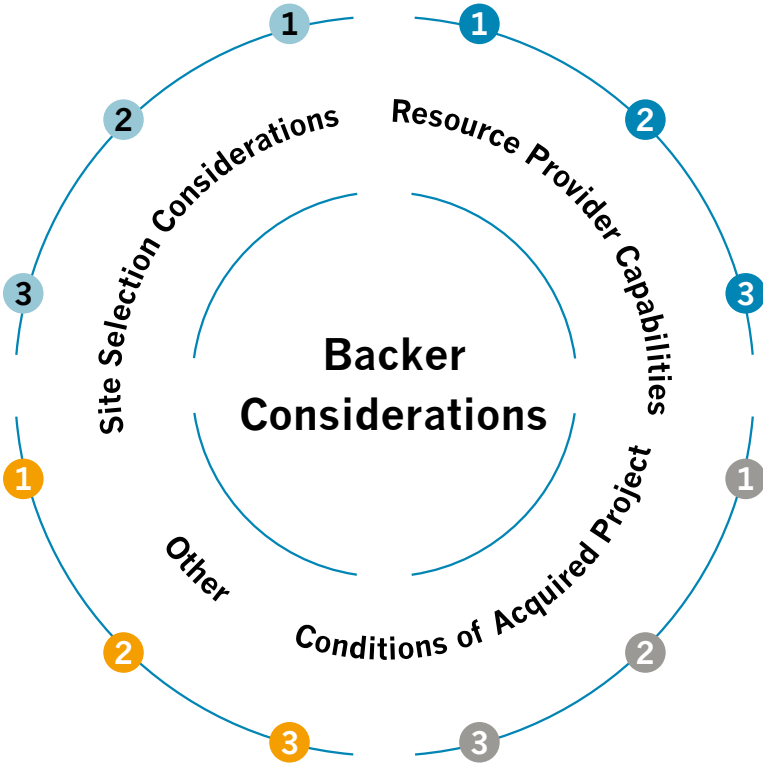 Backer
Considerations
Site Selection Considerations
1
2
3
Resource Provider Capabilities
1
2
3
Conditions of Acquired Project
1
2
3
Other
1
2
3